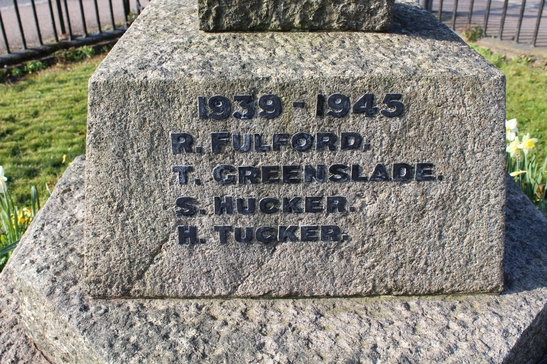 1939 - 1945
R. FULFORD.
T. GREENSLADE.
S. HUCKER.
H. TUCKER.